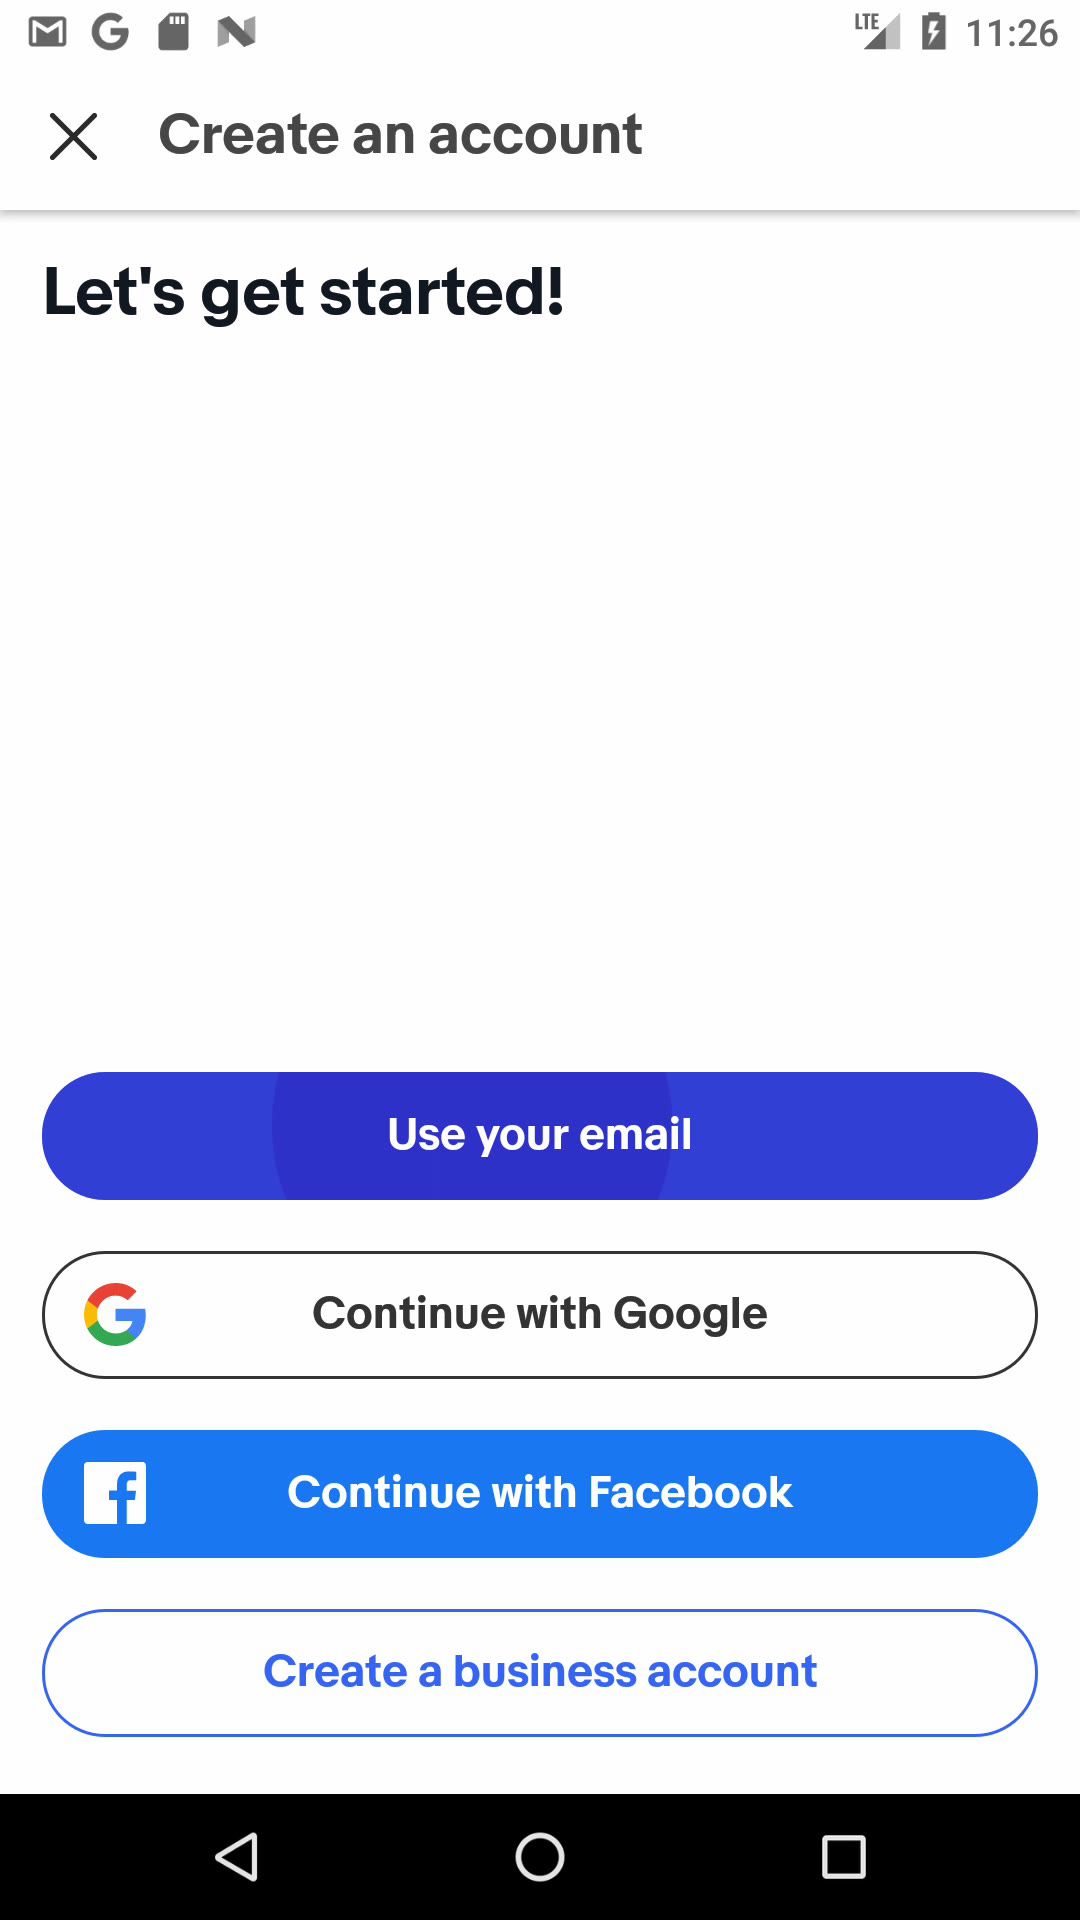 LTE 11:26
Create an account
Let's get started!
Use your email
Continue with Google
Continue with Facebook
Create a business account